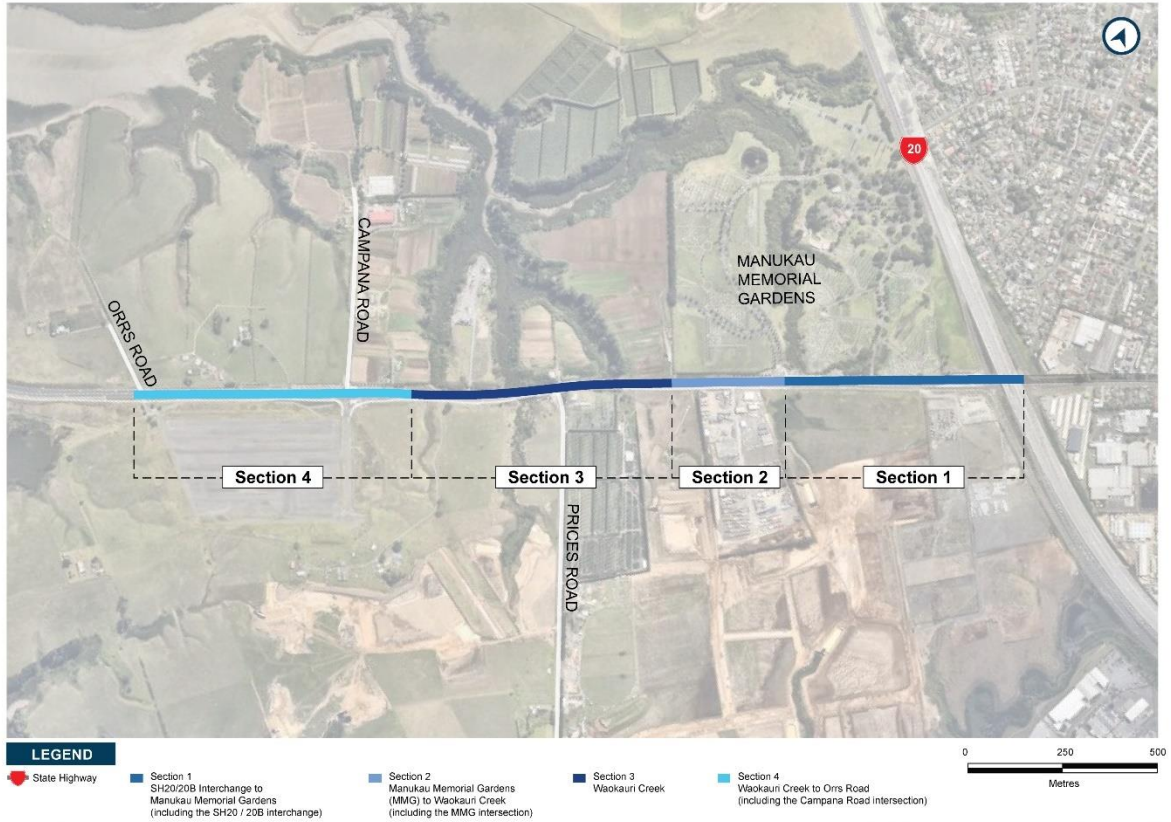 20
MANUKAU
MEMORIAL
GARDENS
CAMPANA ROAD
ORRS ROAD
Section 4
Section 3
Section 2
Section 1
PRICES ROAD
LEGEND
State Highway
Section 1
SH20/20B Interchange to
Manukau Memorial Gardens
(including the SH20 / 20B interchange)
Section 2
Manukau Memorial Gardens
(MMG) to Waokauri Creek
(including the MMG intersection)
Section 3
Waokauri Creek
Section 4
Waokauri Creek to Orrs Road
(including the Campana Road intersection)
0 250 500
Metres